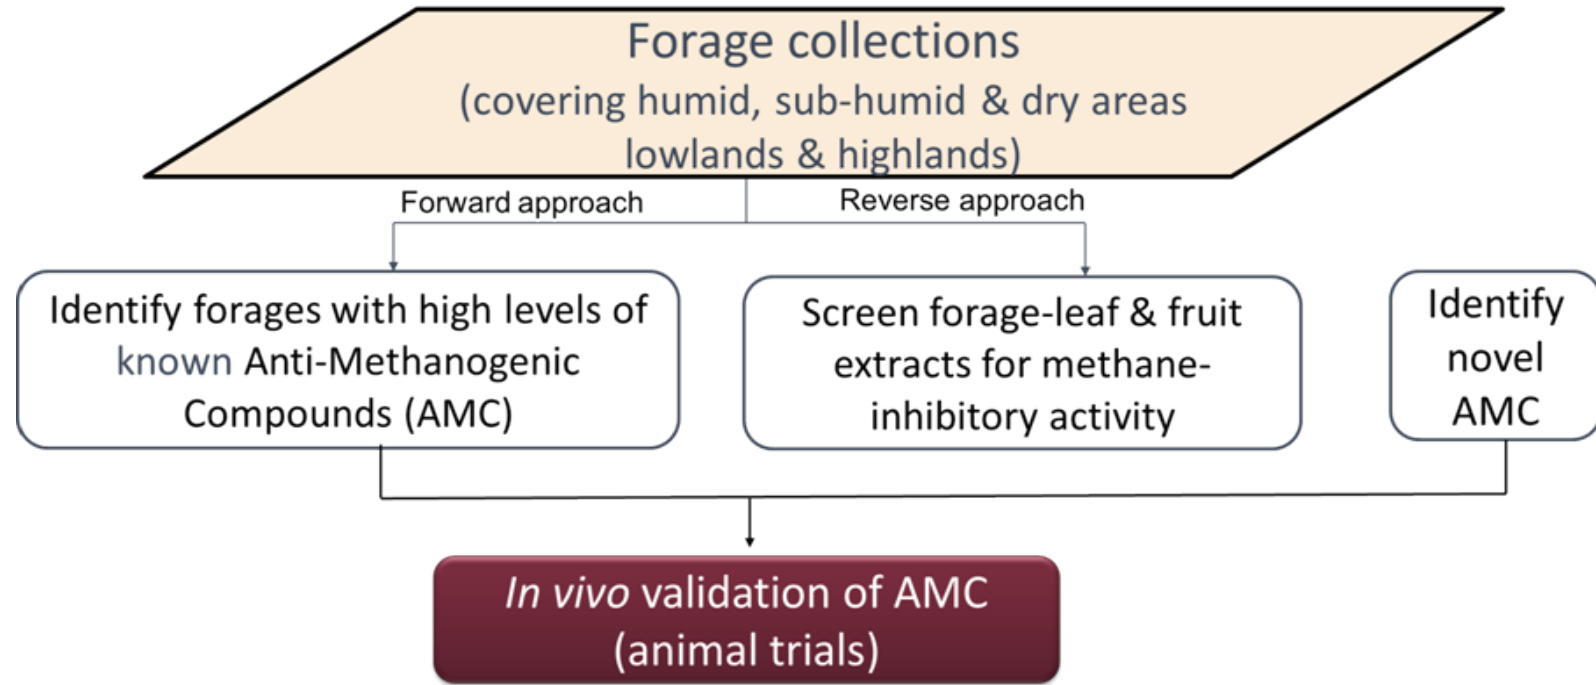 Forage collections
(covering humid, sub-humid & dry areas
lowlands & highlands)
Forward approach
Reverse approach
Identify forages with high levels of
known Anti-Methanogenic
Compounds (AMC)
Screen forage-leaf & fruit
extracts for methane-
inhibitory activity
Identify
novel
AMC
In vivo validation of AMC
(animal trials)